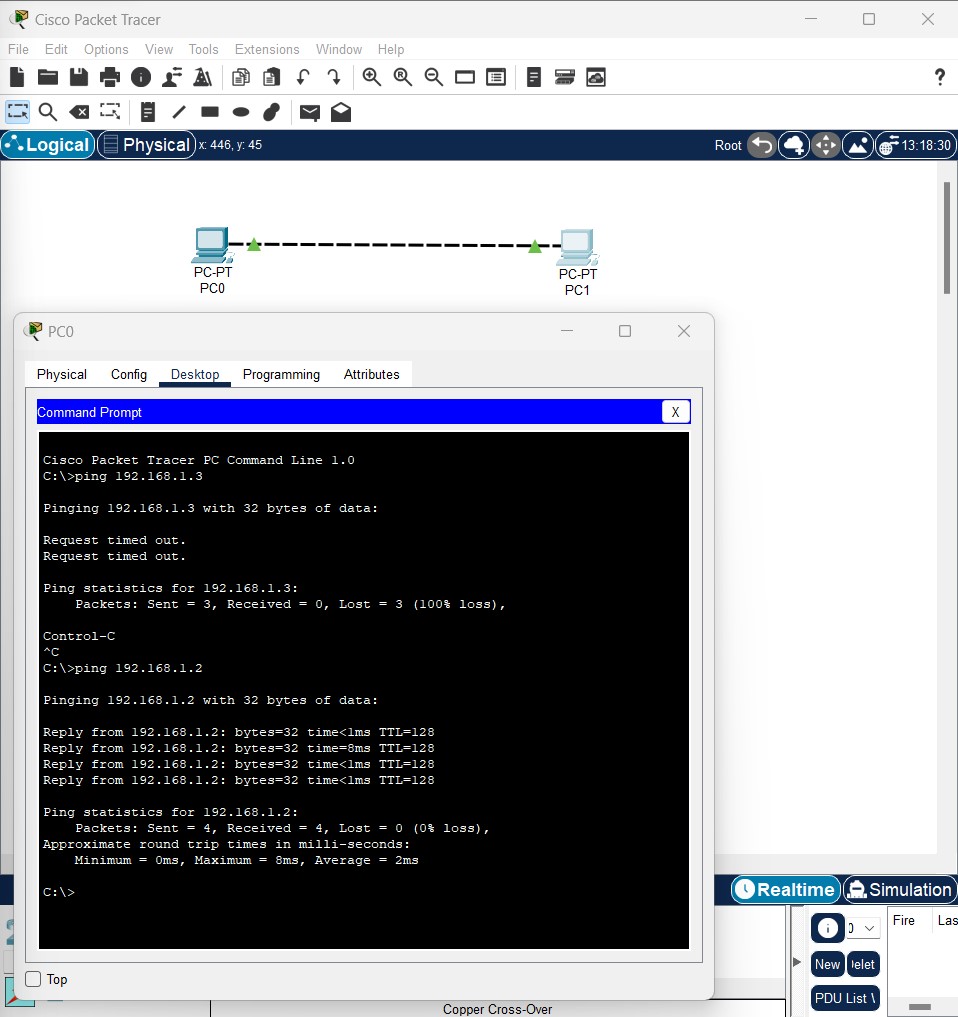 Cisco Packet Tracer
File Edit Options View Tools Extensions Window Help
Logical Physical x: 446, y: 45 Root 13:18:30
PC-PT
PC0
PC-PT
PC1
PC0
Physical Config Desktop Programming Attributes
Command Prompt X
Cisco Packet Tracer PC Command Line 1.0
C:\>ping 192.168.1.3
Pinging 192.168.1.3 with 32 bytes of data:
Request timed out.
Request timed out.
Ping statistics for 192.168.1.3:
Packets: Sent = 3, Received = 0, Lost = 3 (100% loss),
Control-C
^C
C:\>ping 192.168.1.2
Pinging 192.168.1.2 with 32 bytes of data:
Reply from 192.168.1.2: bytes=32 time<1ms TTL=128
Reply from 192.168.1.2: bytes=32 time=8ms TTL=128
Reply from 192.168.1.2: bytes=32 time<1ms TTL=128
Reply from 192.168.1.2: bytes=32 time<1ms TTL=128
Ping statistics for 192.168.1.2:
Packets: Sent = 4, Received = 4, Lost = 0 (0% loss),
Approximate round trip times in milli-seconds:
Minimum = 0ms, Maximum = 8ms, Average = 2ms
C:\>
Realtime Simulation
Fire Las
New elet
PDU List
Top
Copper Cross-Over